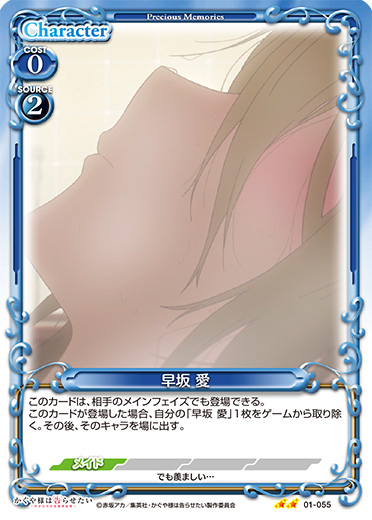 Precious Memories
Character
COST
0
SOURCE
2
早坂 愛
このカードは、相手のメインフェイズでも登場できる。
このカードが登場した場合、自分の「早坂 愛」1枚をゲームから取り除
く。その後、そのキャラを場に出す。
メイド
でも羨ましい…
かぐや様は告らせたい
©赤坂アカ／集英社・かぐや様は告らせたい製作委員会
01-055